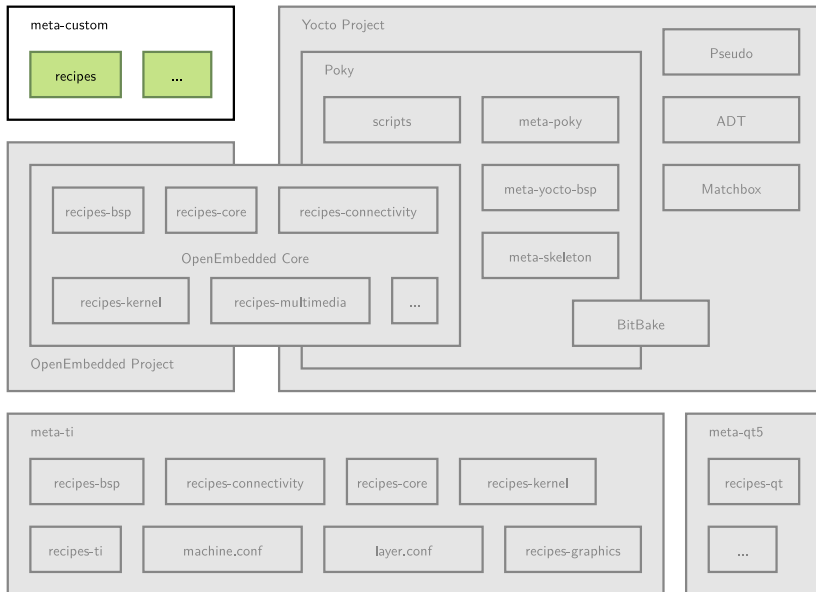 meta-custom
recipes
...
Yocto Project
Poky
scripts
meta-poky
meta-yocto-bsp
meta-skeleton
Pseudo
ADT
Matchbox
BitBake
recipes-bsp
recipes-core
recipes-connectivity
OpenEmbedded Core
recipes-kernel
recipes-multimedia
...
OpenEmbedded Project
meta-ti
recipes-bsp
recipes-connectivity
recipes-core
recipes-kernel
recipes-ti
machine.conf
layer.conf
recipes-graphics
meta-qt5
recipes-qt
...